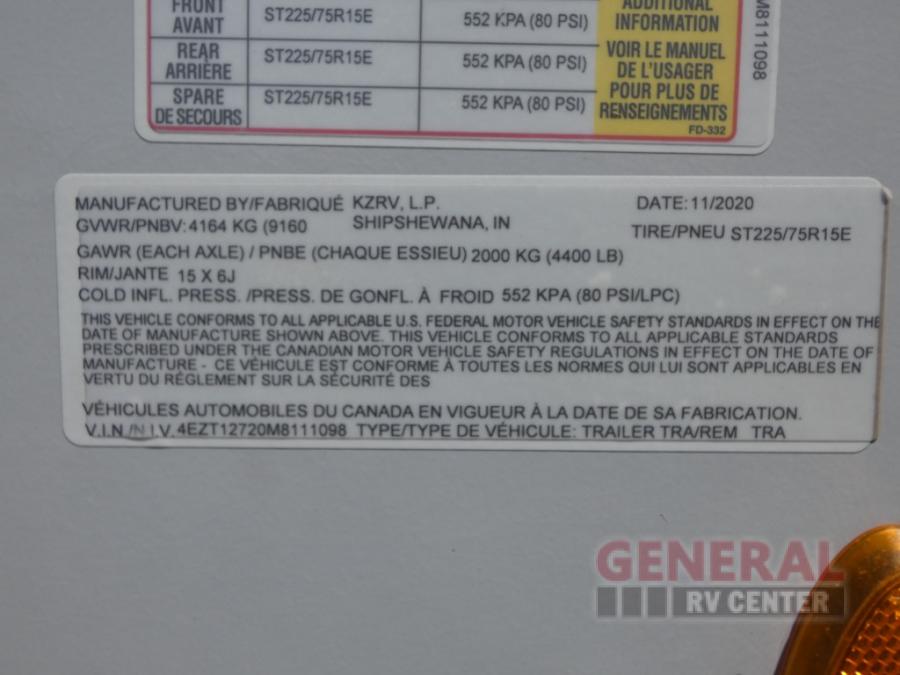 FRONT
AVANT ST225/75R15E 552 KPA (80 PSI)
REAR
ARRIÈRE ST225/75R15E 552 KPA (80 PSI)
SPARE
DE SECOURS ST225/75R15E 552 KPA (80 PSI)
ADDITIONAL
INFORMATION
VOIR LE MANUEL
DE L'USAGER
POUR PLUS DE
RENSEIGNEMENTS
FD-332
M8111098
MANUFACTURED BY/FABRIQUÉ KZRV, L.P. DATE: 11/2020
GVWR/PNBV: 4164 KG (9160 SHIPSHEWANA, IN TIRE/PNEU ST225/75R15E
GAWR (EACH AXLE) / PNBE (CHAQUE ESSIEU) 2000 KG (4400 LB)
RIM/JANTE 15 X 6J
COLD INFL. PRESS. /PRESS. DE GONFL. À FROID 552 KPA (80 PSI/LPC)
THIS VEHICLE CONFORMS TO ALL APPLICABLE U.S. FEDERAL MOTOR VEHICLE SAFETY STANDARDS IN EFFECT ON THE
DATE OF MANUFACTURE SHOWN ABOVE. THIS VEHICLE CONFORMS TO ALL APPLICABLE STANDARDS
PRESCRIBED UNDER THE CANADIAN MOTOR VEHICLE SAFETY REGULATIONS IN EFFECT ON THE DATE OF
MANUFACTURE - CE VÉHICULE EST CONFORME À TOUTES LES NORMES QUI LUI SONT APPLICABLES EN
VERTU DU RÉGLEMENT SUR LA SÉCURITÉ DES
VÉHICULES AUTOMOBILES DU CANADA EN VIGUEUR À LA DATE DE SA FABRICATION.
V.I.N./N.I.V. 4EZT12720M8111098 TYPE/TYPE DE VÉHICULE: TRAILER TRA/REM TRA
GENERAL
RV CENTER